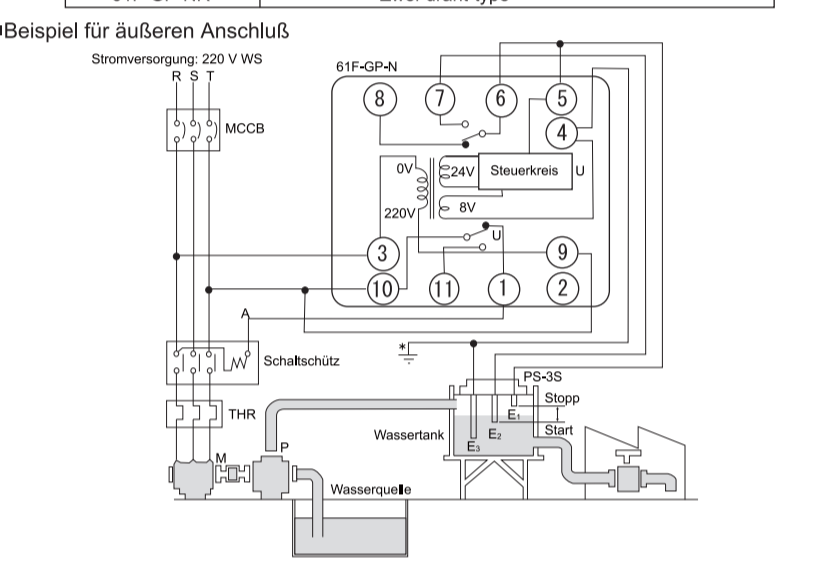 Beispiel für äußeren Anschluß
Stromversorgung: 220 V WS
R S T
MCCB
61F-GP-N
8
7
6
5
4
0V
24V
Steuerkreis
U
220V
8V
U
3
9
10
11
1
2
A
*
Schaltschütz
THR
M
P
PS-3S
Stopp
E1
Start
E2
E3
Wassertank
Wasserquelle